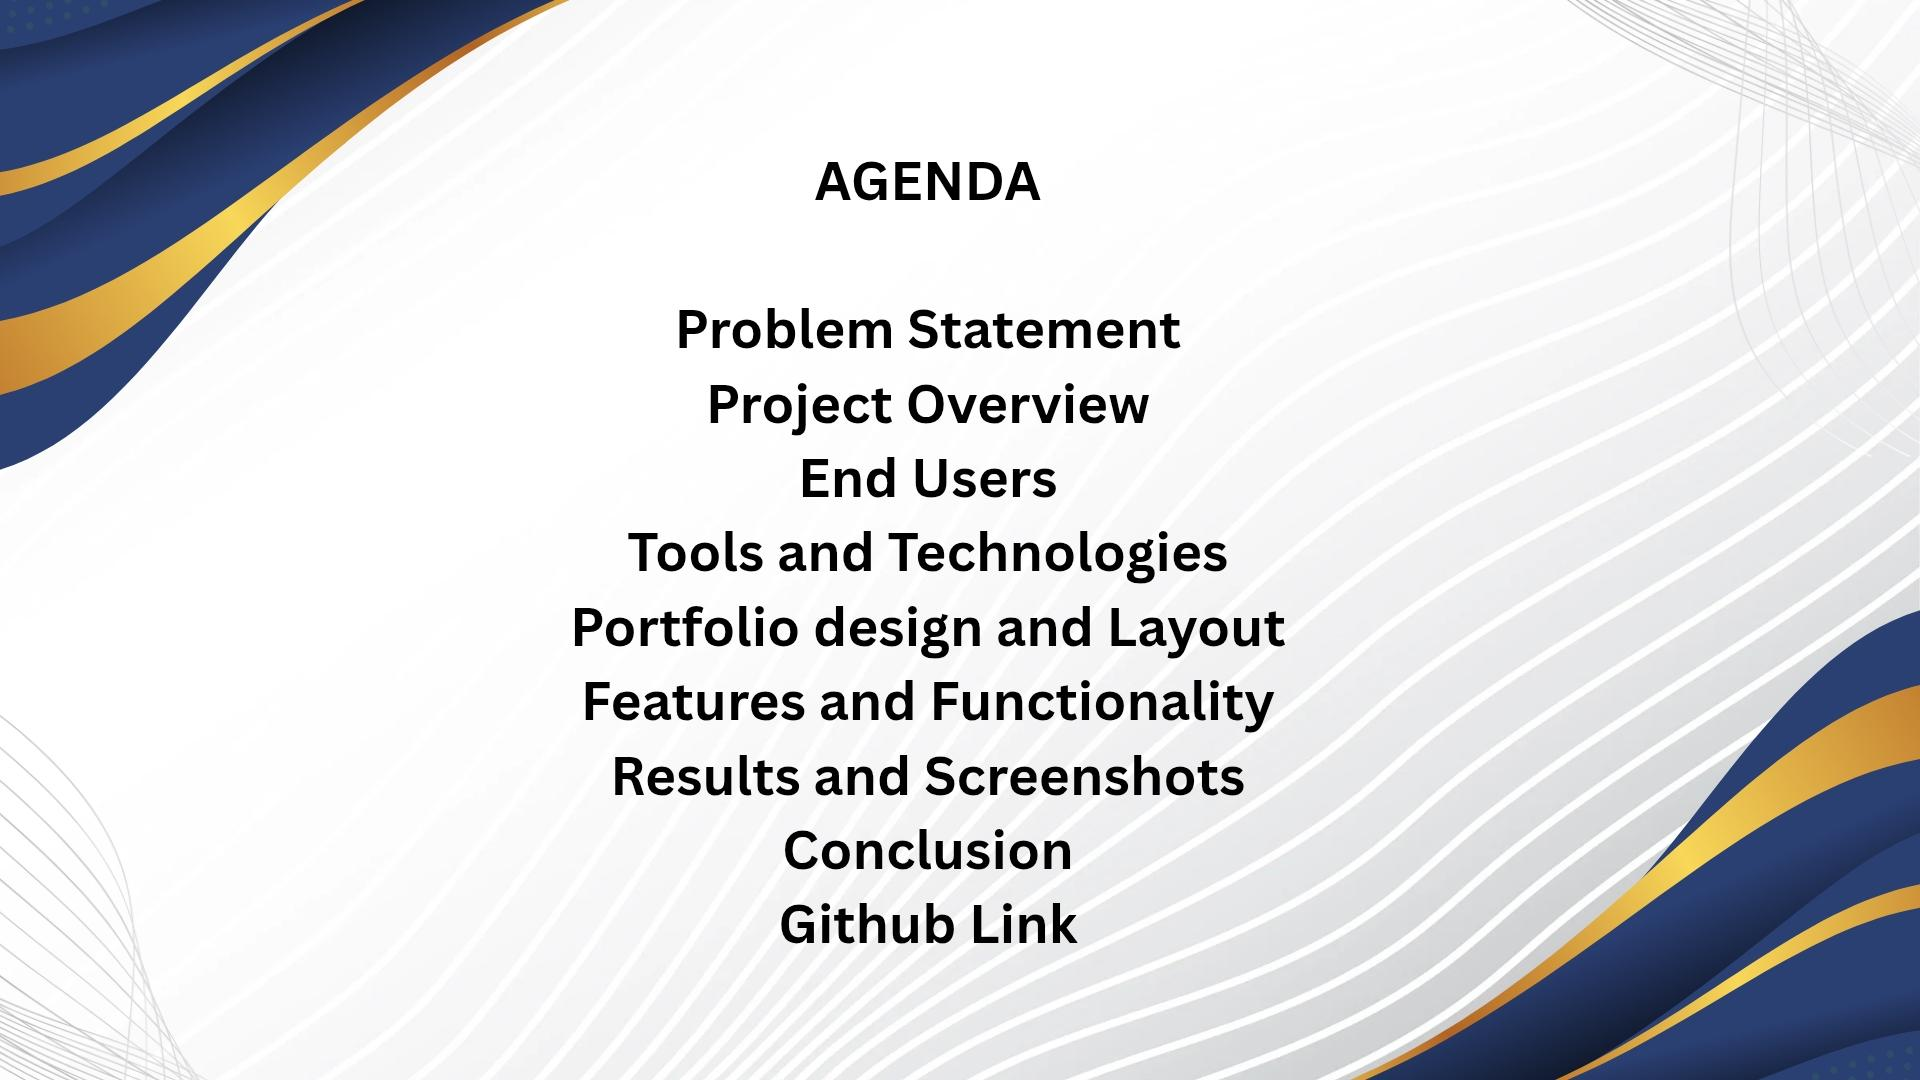 AGENDA
Problem Statement
Project Overview
End Users
Tools and Technologies
Portfolio design and Layout
Features and Functionality
Results and Screenshots
Conclusion
Github Link